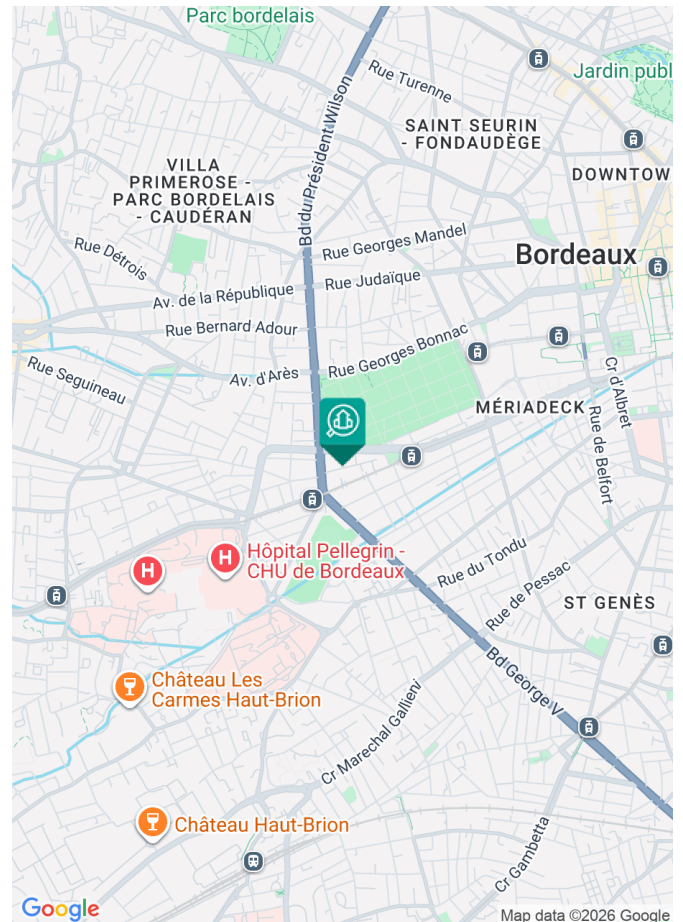 Parc bordelais
Rue Turenne
Jardin publ
Bd du Président Wilson
SAINT SEURIN
- FONDAUDÈGE
VILLA
PRIMEROSE -
PARC BORDELAIS
- CAUDÉRAN
DOWNTOW
Rue Détrois
Rue Georges Mandel
Bordeaux
Rue Judaïque
Av. de la République
Rue Bernard Adour
Rue Georges Bonnac
Rue Seguineau
Av. d'Arès
Cr d'Albret
MÉRIADECK
Rue de Belfort
H
H
Hôpital Pellegrin -
CHU de Bordeaux
Rue du Tondu
Rue de Pessac
ST GENÈS
Château Les
Carmes Haut-Brion
Bd George V
Cr Marechal Gallieni
Château Haut-Brion
Cr Gambetta
Google
Map data ©2026 Google